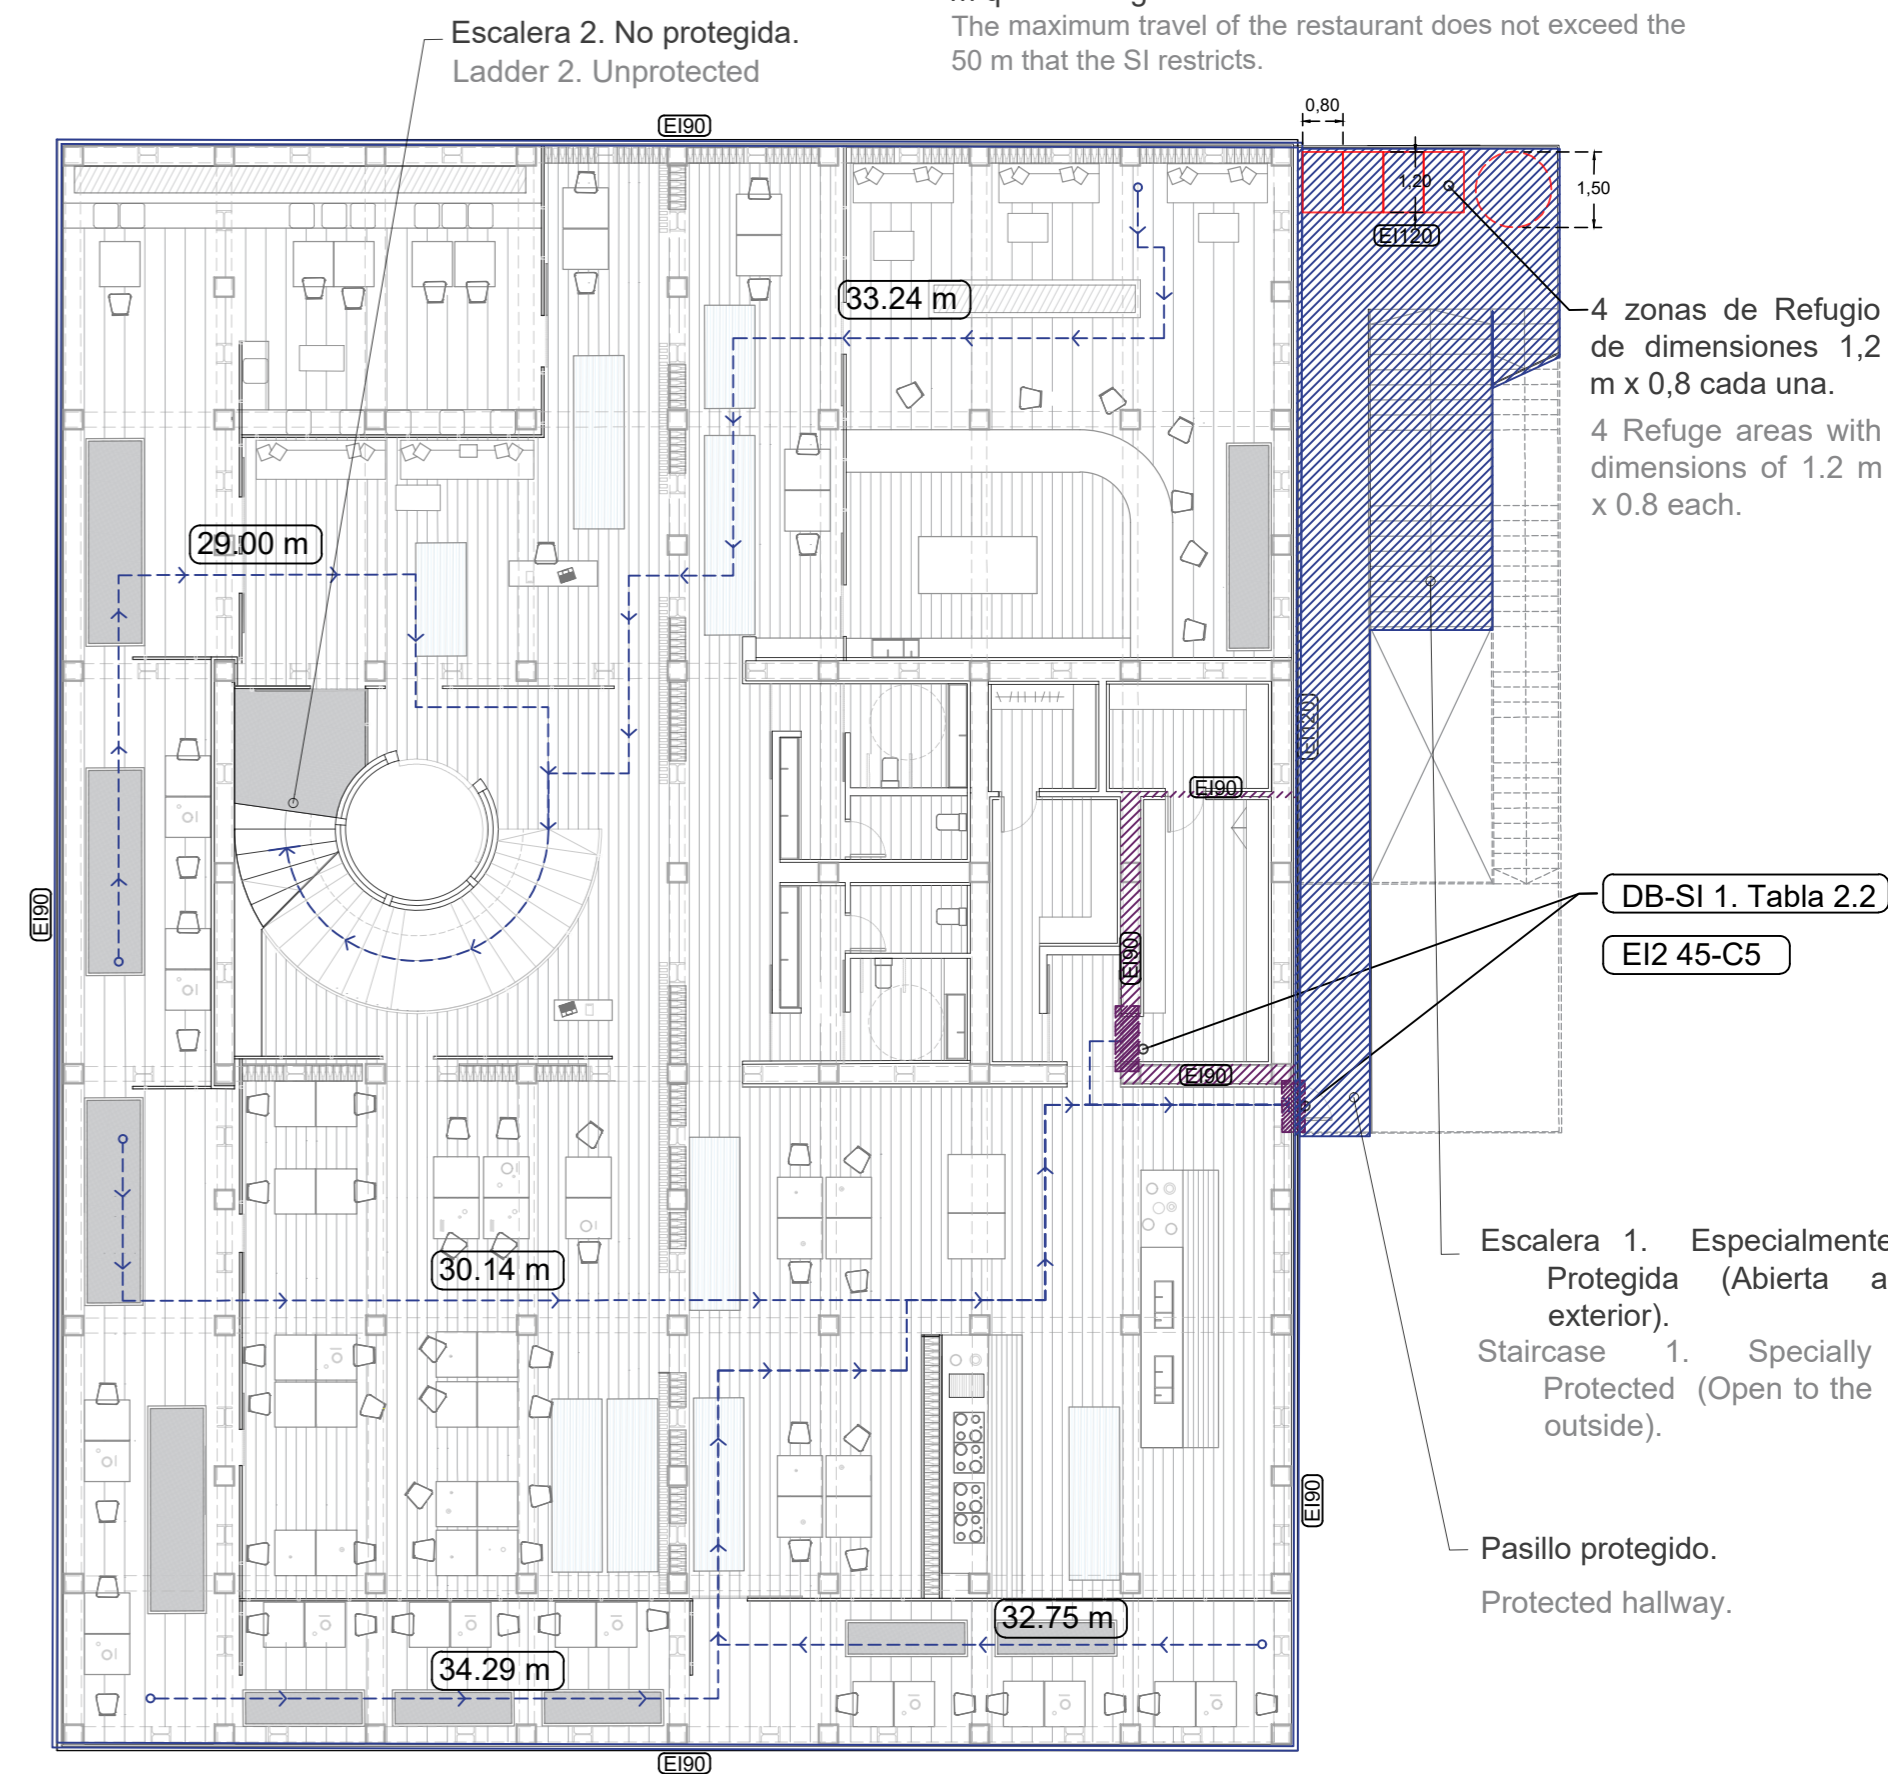 The maximum travel of the restaurant does not exceed the
50 m that the SI restricts.
Escalera 2. No protegida.
Ladder 2. Unprotected
0,80
EI90
1,20
1,50
EI120
33.24 m
4 zonas de Refugio
de dimensiones 1,2
m x 0,8 cada una.
4 Refuge areas with
dimensions of 1.2 m
x 0.8 each.
29.00 m
EI120
EI90
DB-SI 1. Tabla 2.2
EI90
EI90
EI2 45-C5
EI90
Escalera 1. Especialmente
Protegida (Abierta a
exterior).
30.14 m
Staircase 1. Specially
Protected (Open to the
outside).
EI90
Pasillo protegido.
Protected hallway.
32.75 m
34.29 m
EI90